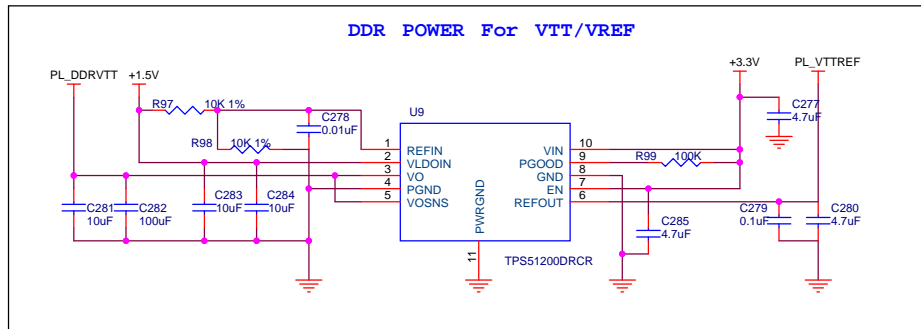 DDR POWER For VTT/VREF
PL_DDRVTT
+1.5V
+3.3V
PL_VTTREF
R97
10K 1%
C278
0.01uF
U9
C277
4.7uF
R98
10K 1%
1
REFIN
VIN
10
2
VLDOIN
PGOOD
9
R99
100K
3
VO
GND
8
4
PGND
EN
7
5
VOSNS
REFOUT
6
PWRGND
11
C281
10uF
C282
100uF
C283
10uF
C284
10uF
C285
4.7uF
C279
0.1uF
C280
4.7uF
TPS51200DRCR